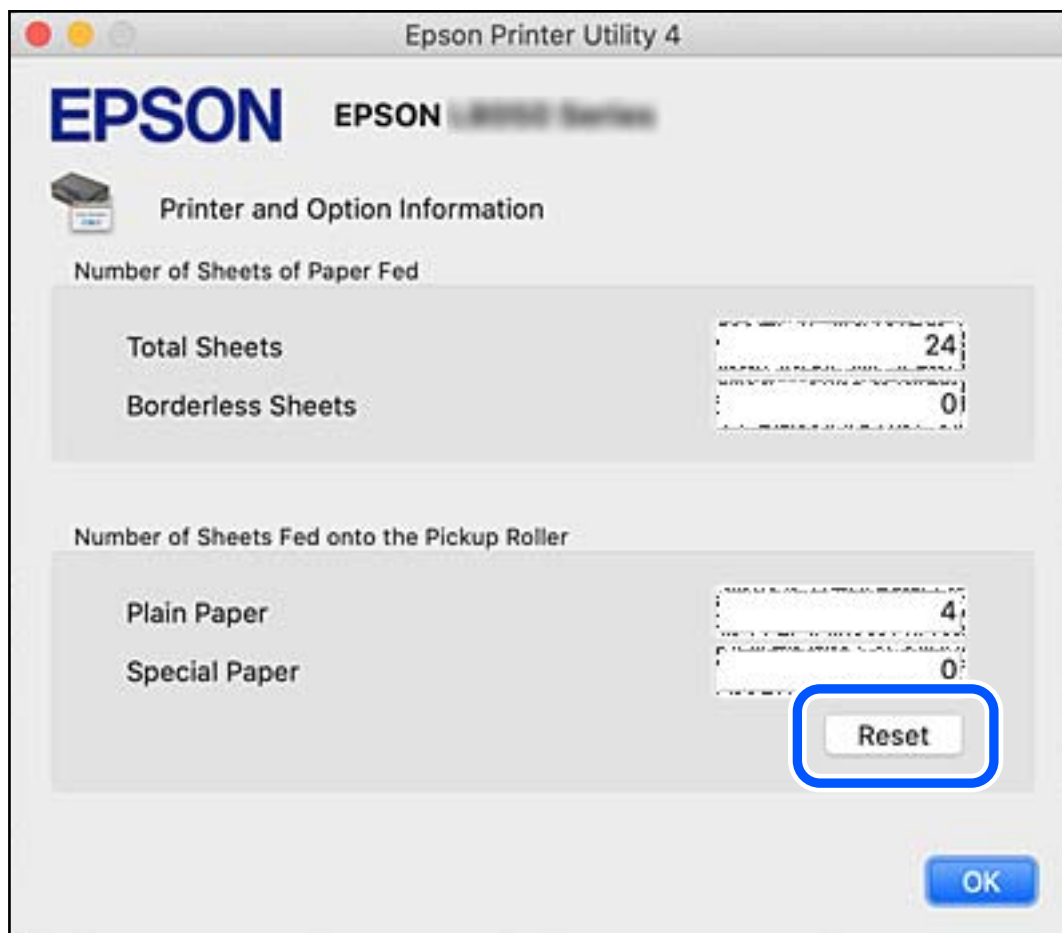 Epson Printer Utility 4
EPSON
EPSON
Printer and Option Information
Number of Sheets of Paper Fed
Total Sheets 24
Borderless Sheets 0
Number of Sheets Fed onto the Pickup Roller
Plain Paper 4
Special Paper 0
Reset
OK